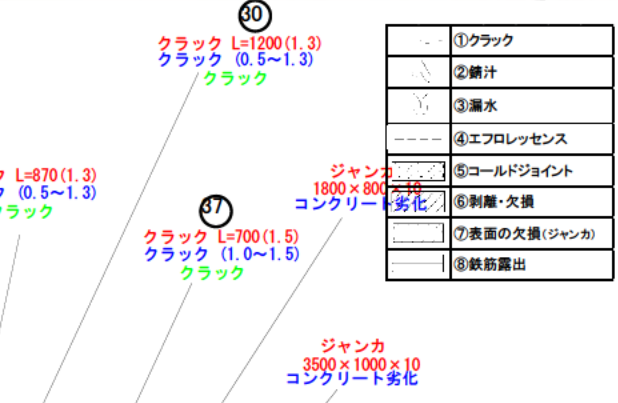 30
クラック L=1200(1.3)
クラック (0.5～1.3)
クラック
L=870(1.3)
(0.5～1.3)
ラック
37
クラック L=700(1.5)
クラック (1.0～1.5)
クラック
ジャンカ
1800×800×10
コンクリート劣化
ジャンカ
3500×1000×10
コンクリート劣化
①クラック
②錆汁
③漏水
④エフロレッセンス
⑤コールドジョイント
⑥剥離・欠損
⑦表面の欠損(ジャンカ)
⑧鉄筋露出